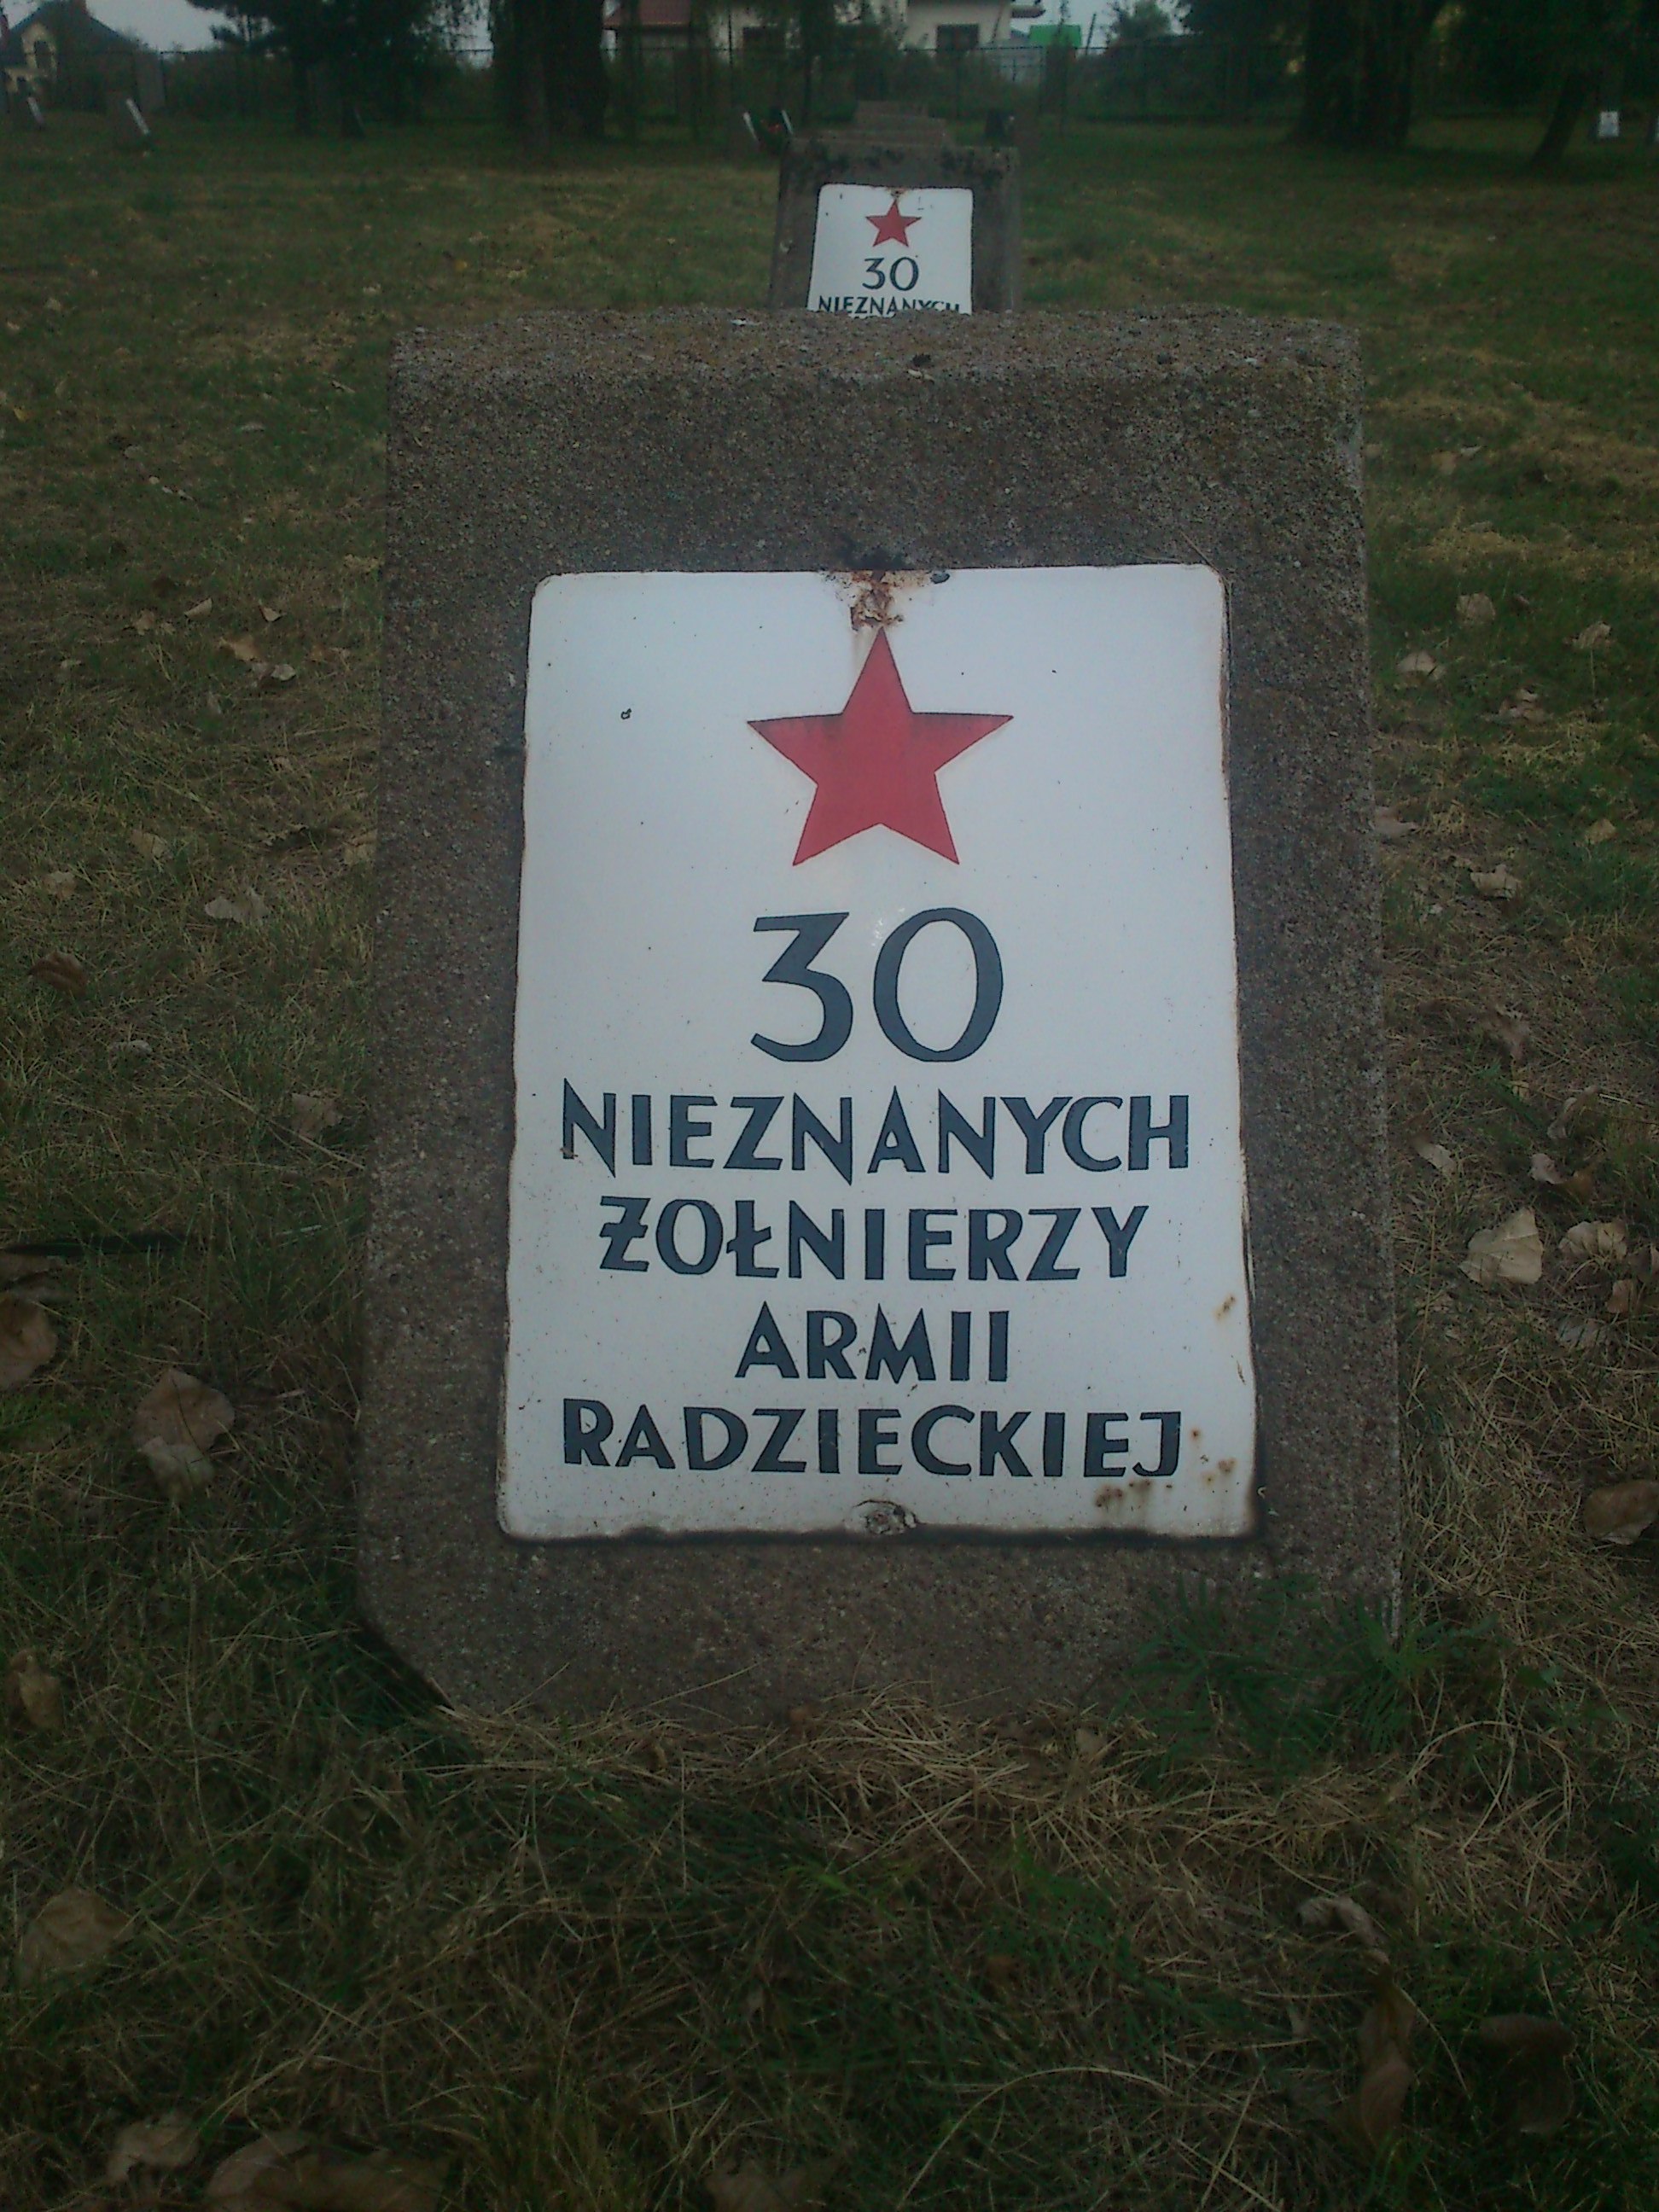 30
NIEZNANYCH
30
NIEZNANYCH
ŻOŁNIERZY
ARMII
RADZIECKIEJ